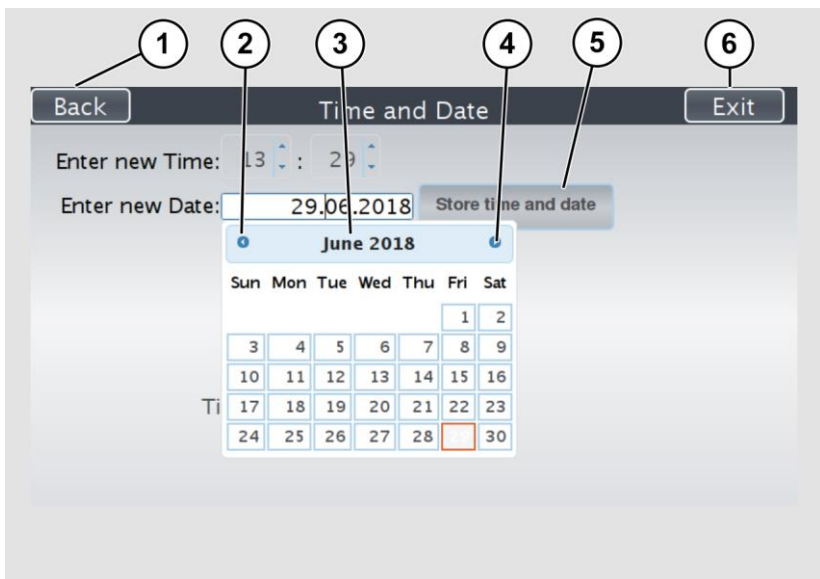 1 2 3 4 5 6
Back Time and Date Exit
Enter new Time: 13 : 29
Enter new Date: 29.06.2018 Store time and date
June 2018
Sun Mon Tue Wed Thu Fri Sat
1 2
3 4 5 6 7 8 9
10 11 12 13 14 15 16
Ti 17 18 19 20 21 22 23
24 25 26 27 28 29 30